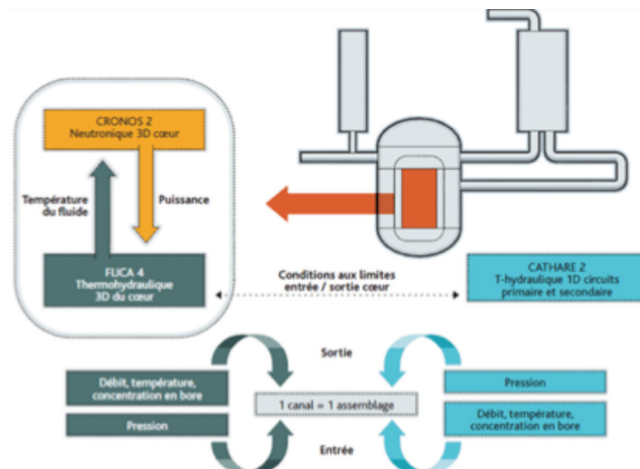 CRONOS 2
Neutronique 3D cœur
Température
du fluide
Puissance
FLICA 4
Thermohydraulique
3D du cœur
Conditions aux limites
entrée / sortie cœur
CATHARE 2
T-hydraulique 1D circuits
primaire et secondaire
Sortie
Débit, température,
concentration en bore
Pression
1 canal = 1 assemblage
Pression
Débit, température,
concentration en bore
Entrée